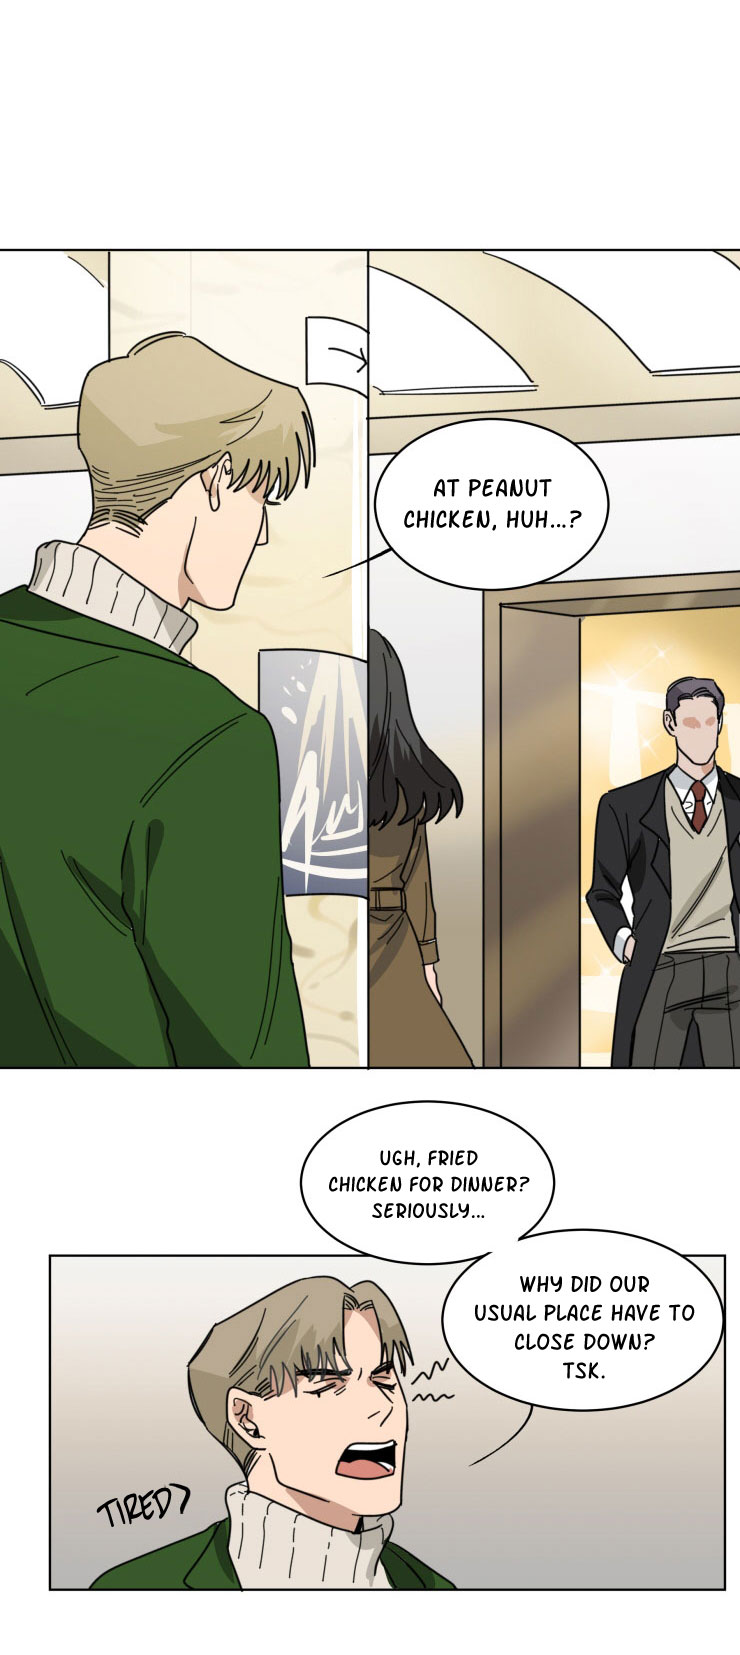 AT PEANUT
CHICKEN, HUH...?
UGH, FRIED
CHICKEN FOR DINNER?
SERIOUSLY...
WHY DID OUR
USUAL PLACE HAVE TO
CLOSE DOWN?
TSK.
TIRED